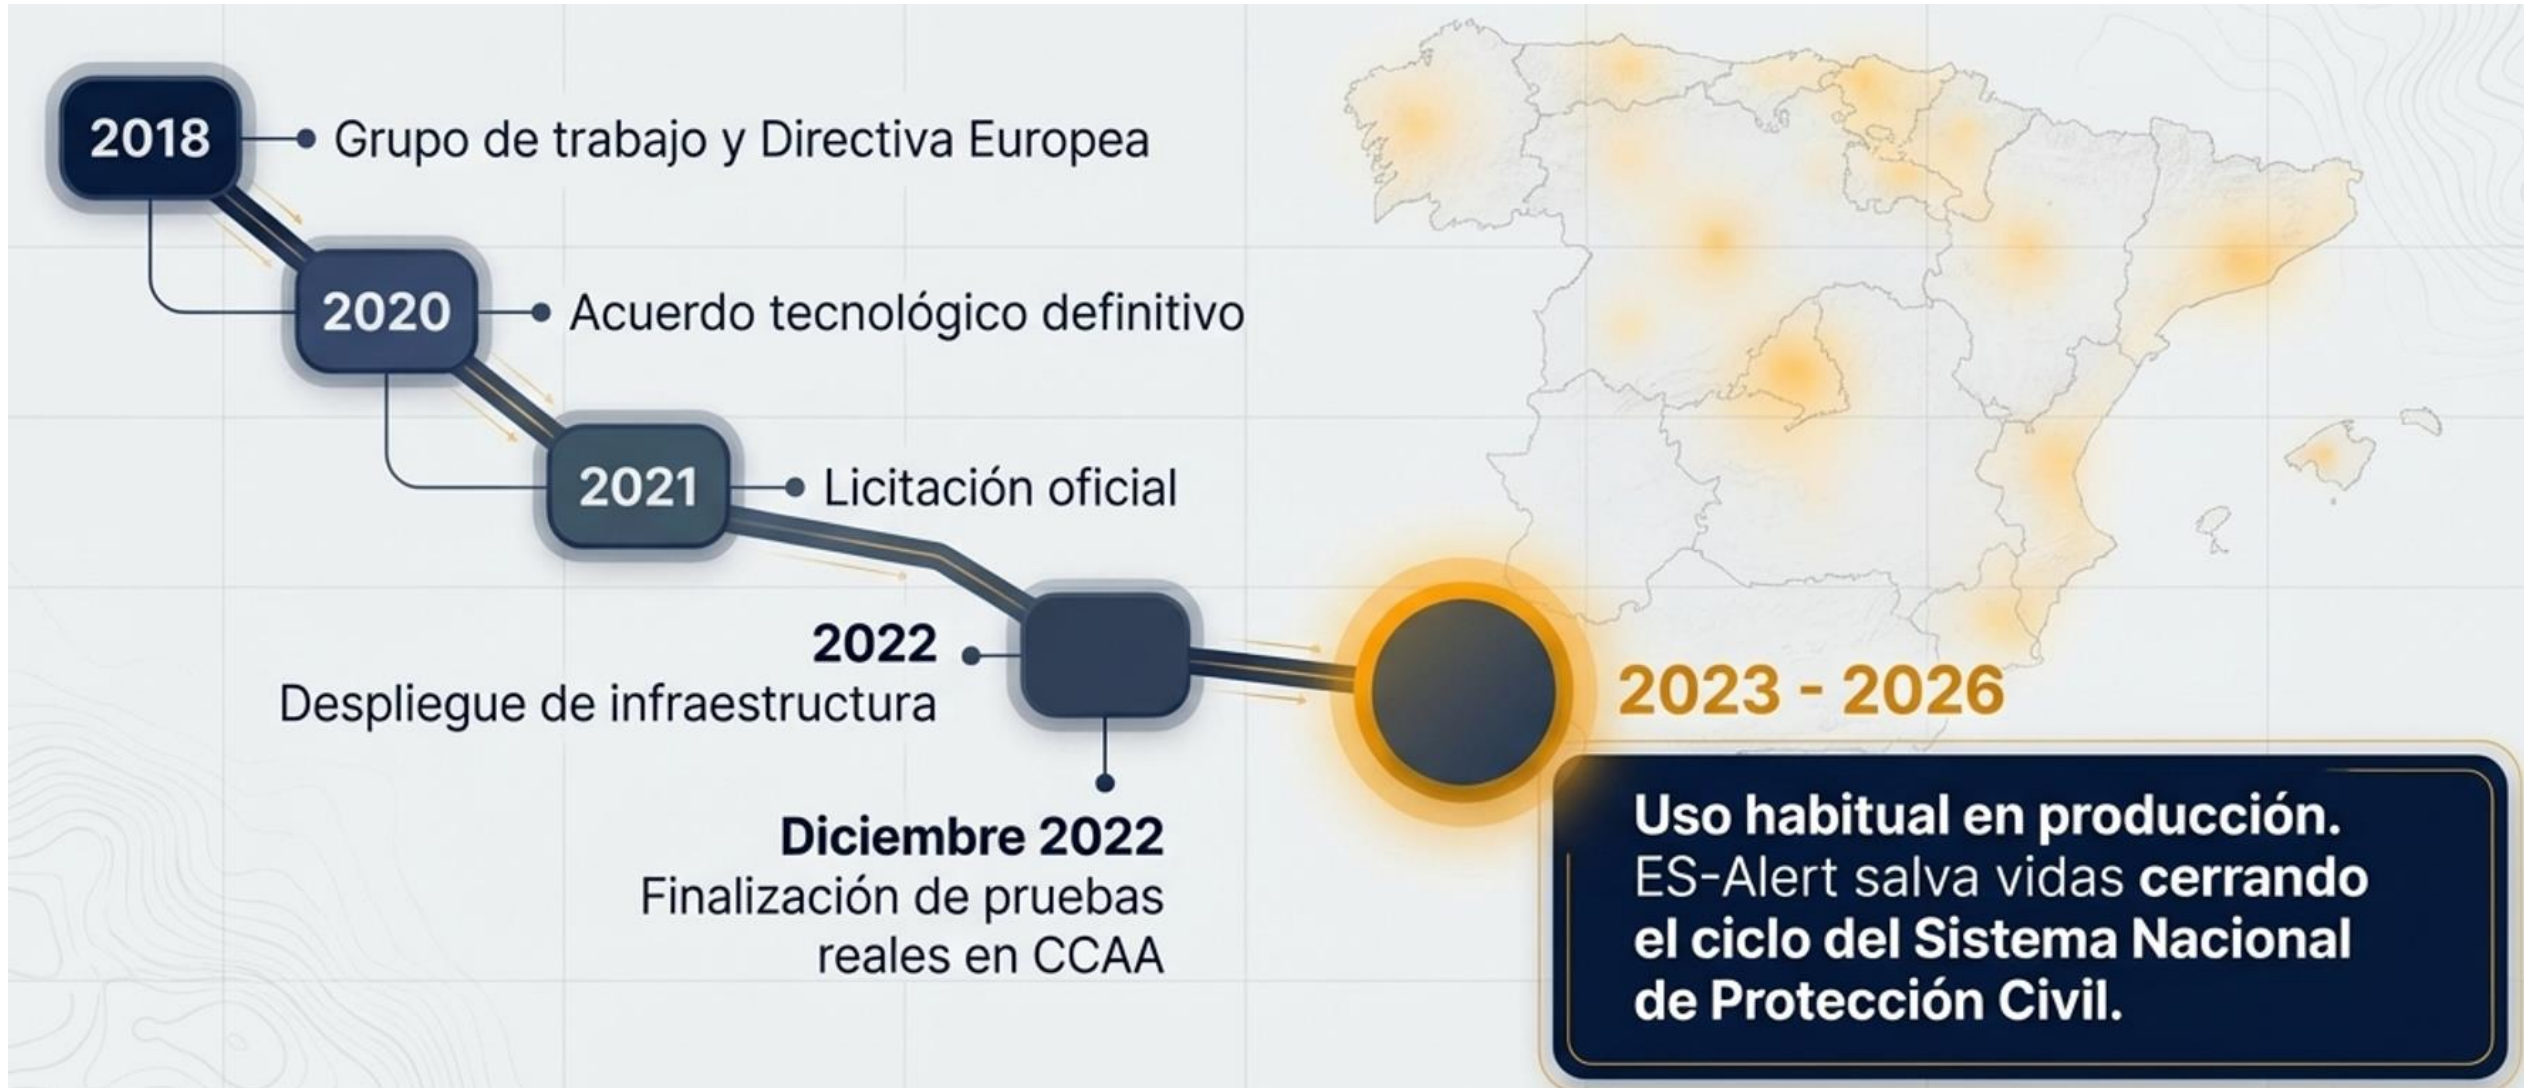 2018
Grupo de trabajo y Directiva Europea
2020
Acuerdo tecnológico definitivo
2021
Licitación oficial
2022
Despliegue de infraestructura
Diciembre 2022
Finalización de pruebas
reales en CCAA
2023 - 2026
Uso habitual en producción.
ES-Alert salva vidas cerrando
el ciclo del Sistema Nacional
de Protección Civil.